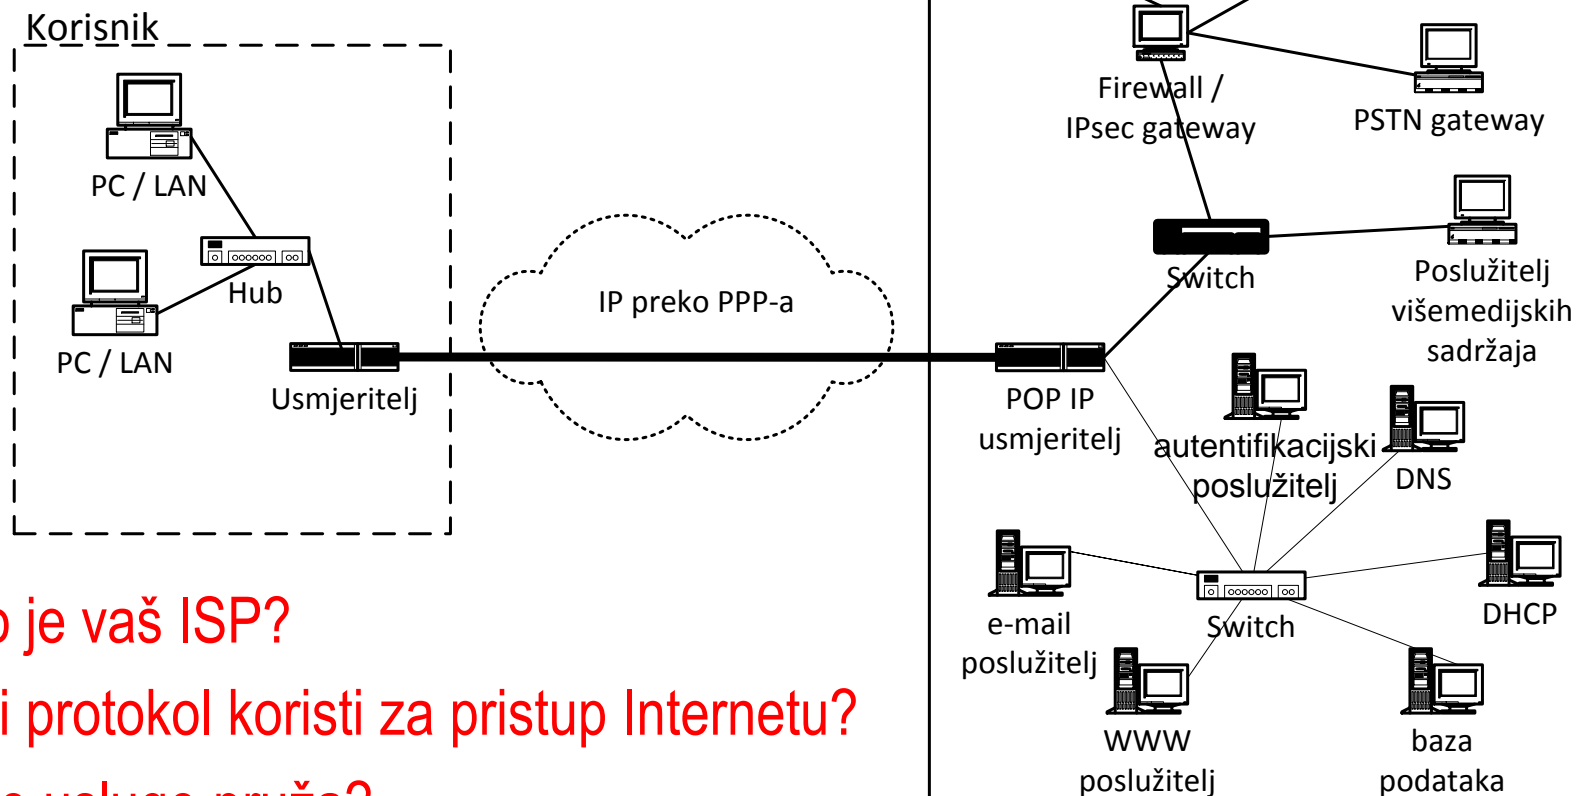 Korisnik
PC / LAN
Hub
PC / LAN
Usmjeritelj
IP preko PPP-a
Firewall /
IPsec gateway
PSTN gateway
Switch
Poslužitelj
višemedijskih
sadržaja
POP IP
usmjeritelj
autentifikacijski
poslužitelj
DNS
e-mail
poslužitelj
Switch
DHCP
WWW
poslužitelj
baza
podataka
je vaš ISP?
protokol koristi za pristup Internetu?
usluge pruža?